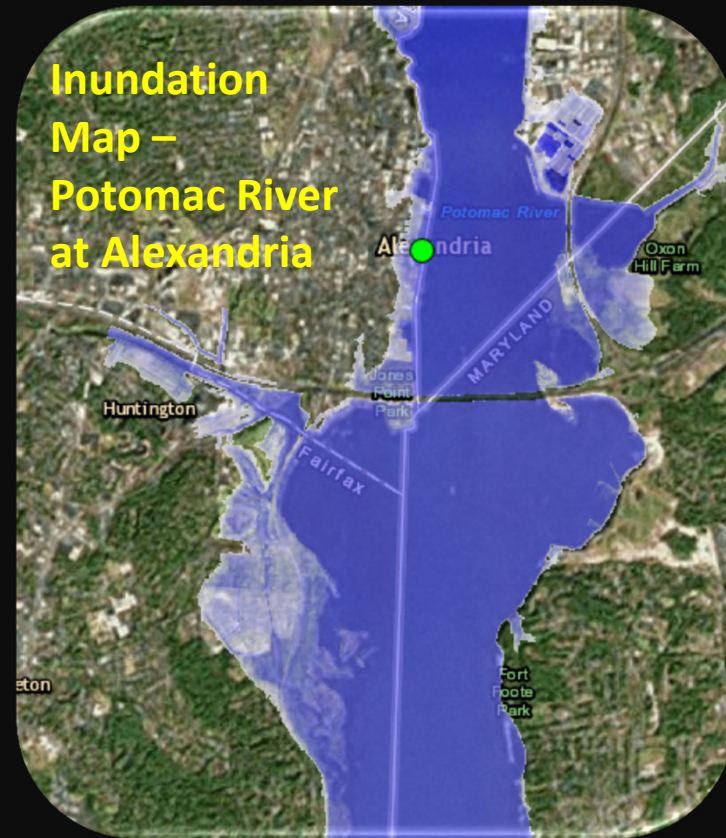 Inundation
Map –
Potomac River
at Alexandria
Potomac River
Alexandria
Oxon
Hill Farm
MARYLAND
Jones
Point
Park
Huntington
Fairfax
eton
Fort
Foote
Park